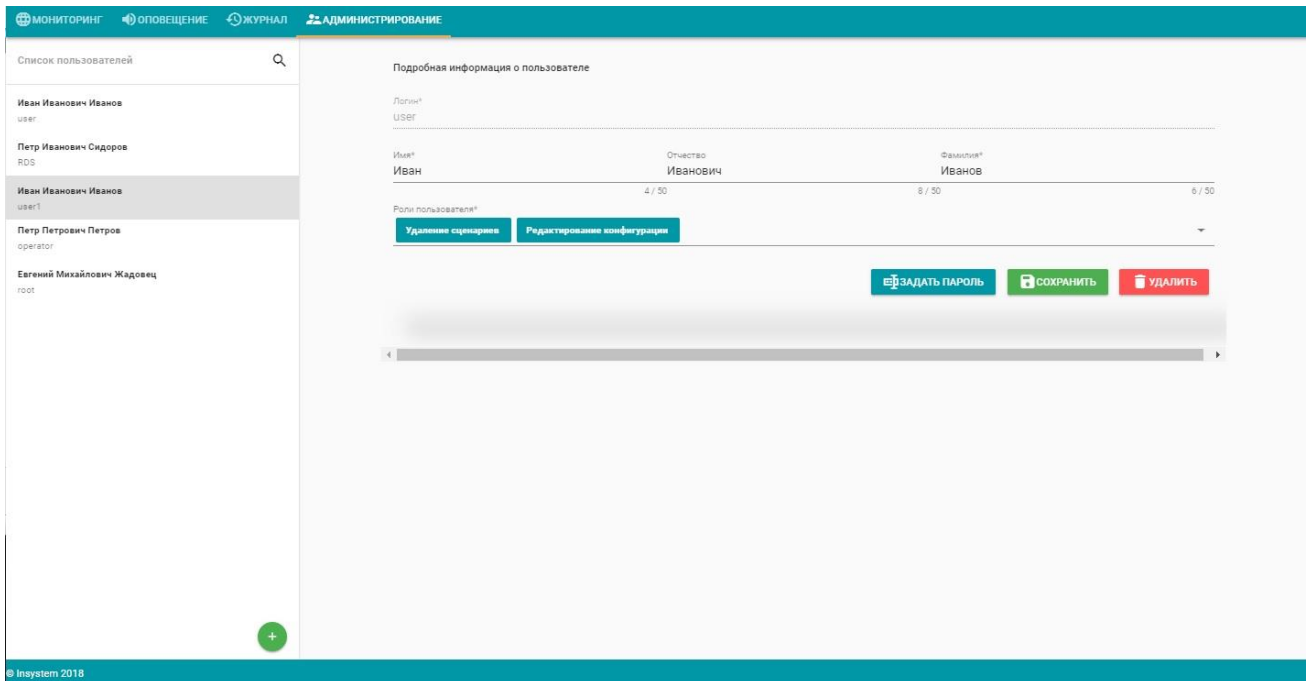 МОНИТОРИНГ ОПОВЕЩЕНИЕ ЖУРНАЛ АДМИНИСТРИРОВАНИЕ
Список пользователей
Иван Иванович Иванов
user
Петр Иванович Сидоров
RDS
Иван Иванович Иванов
user1
Петр Петрович Петров
operator
Евгений Михайлович Жадовец
root
+
Подробная информация о пользователе
Логин*
user
Имя* Отчество Фамилия*
Иван Иванович Иванов
4 / 50 8 / 50 6 / 50
Роли пользователя*
Удаление сценариев Редактирование конфигурации
ЗАДАТЬ ПАРОЛЬ СОХРАНИТЬ УДАЛИТЬ
© Insystem 2018